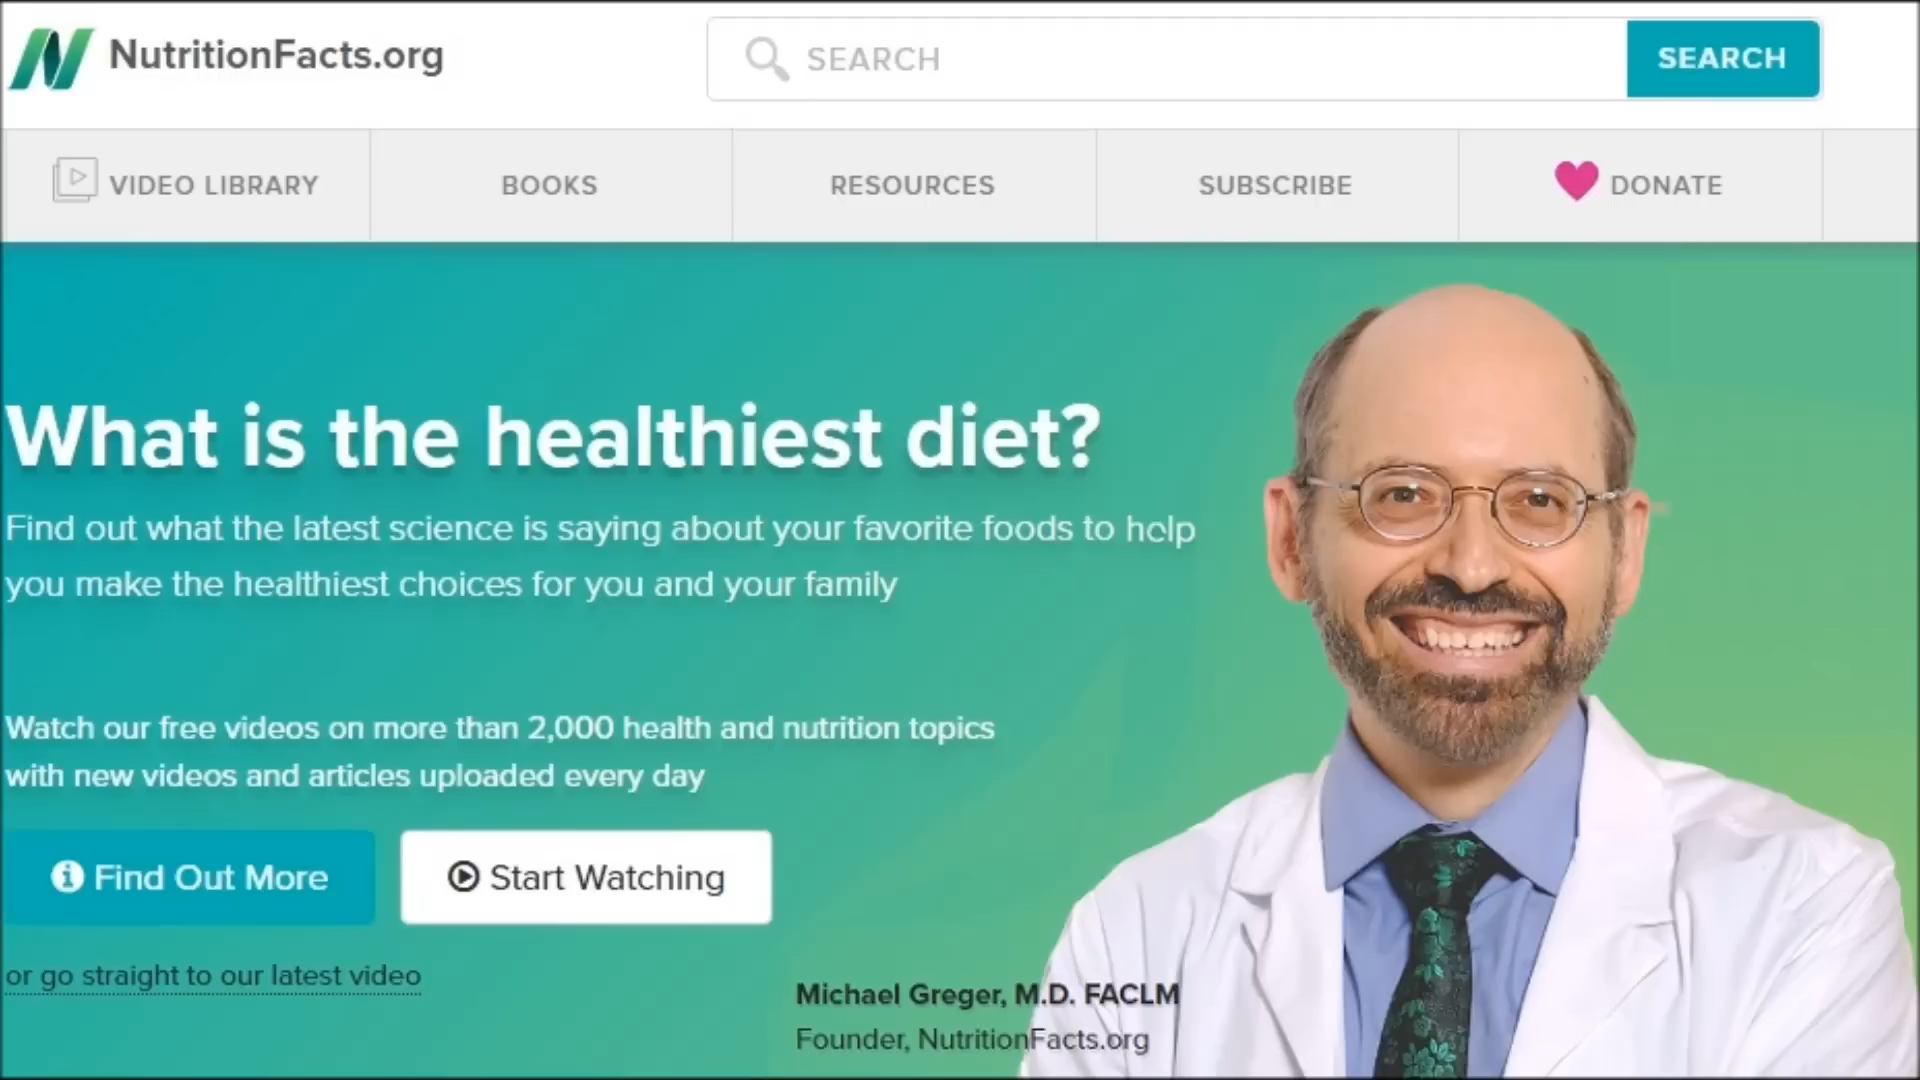 NutritionFacts.org
SEARCH
SEARCH
VIDEO LIBRARY
BOOKS
RESOURCES
SUBSCRIBE
DONATE
What is the healthiest diet?
Find out what the latest science is saying about your favorite foods to help
you make the healthiest choices for you and your family
Watch our free videos on more than 2,000 health and nutrition topics
with new videos and articles uploaded every day
Find Out More
Start Watching
or go straight to our latest video
Michael Greger, M.D. FACLM
Founder, NutritionFacts.org